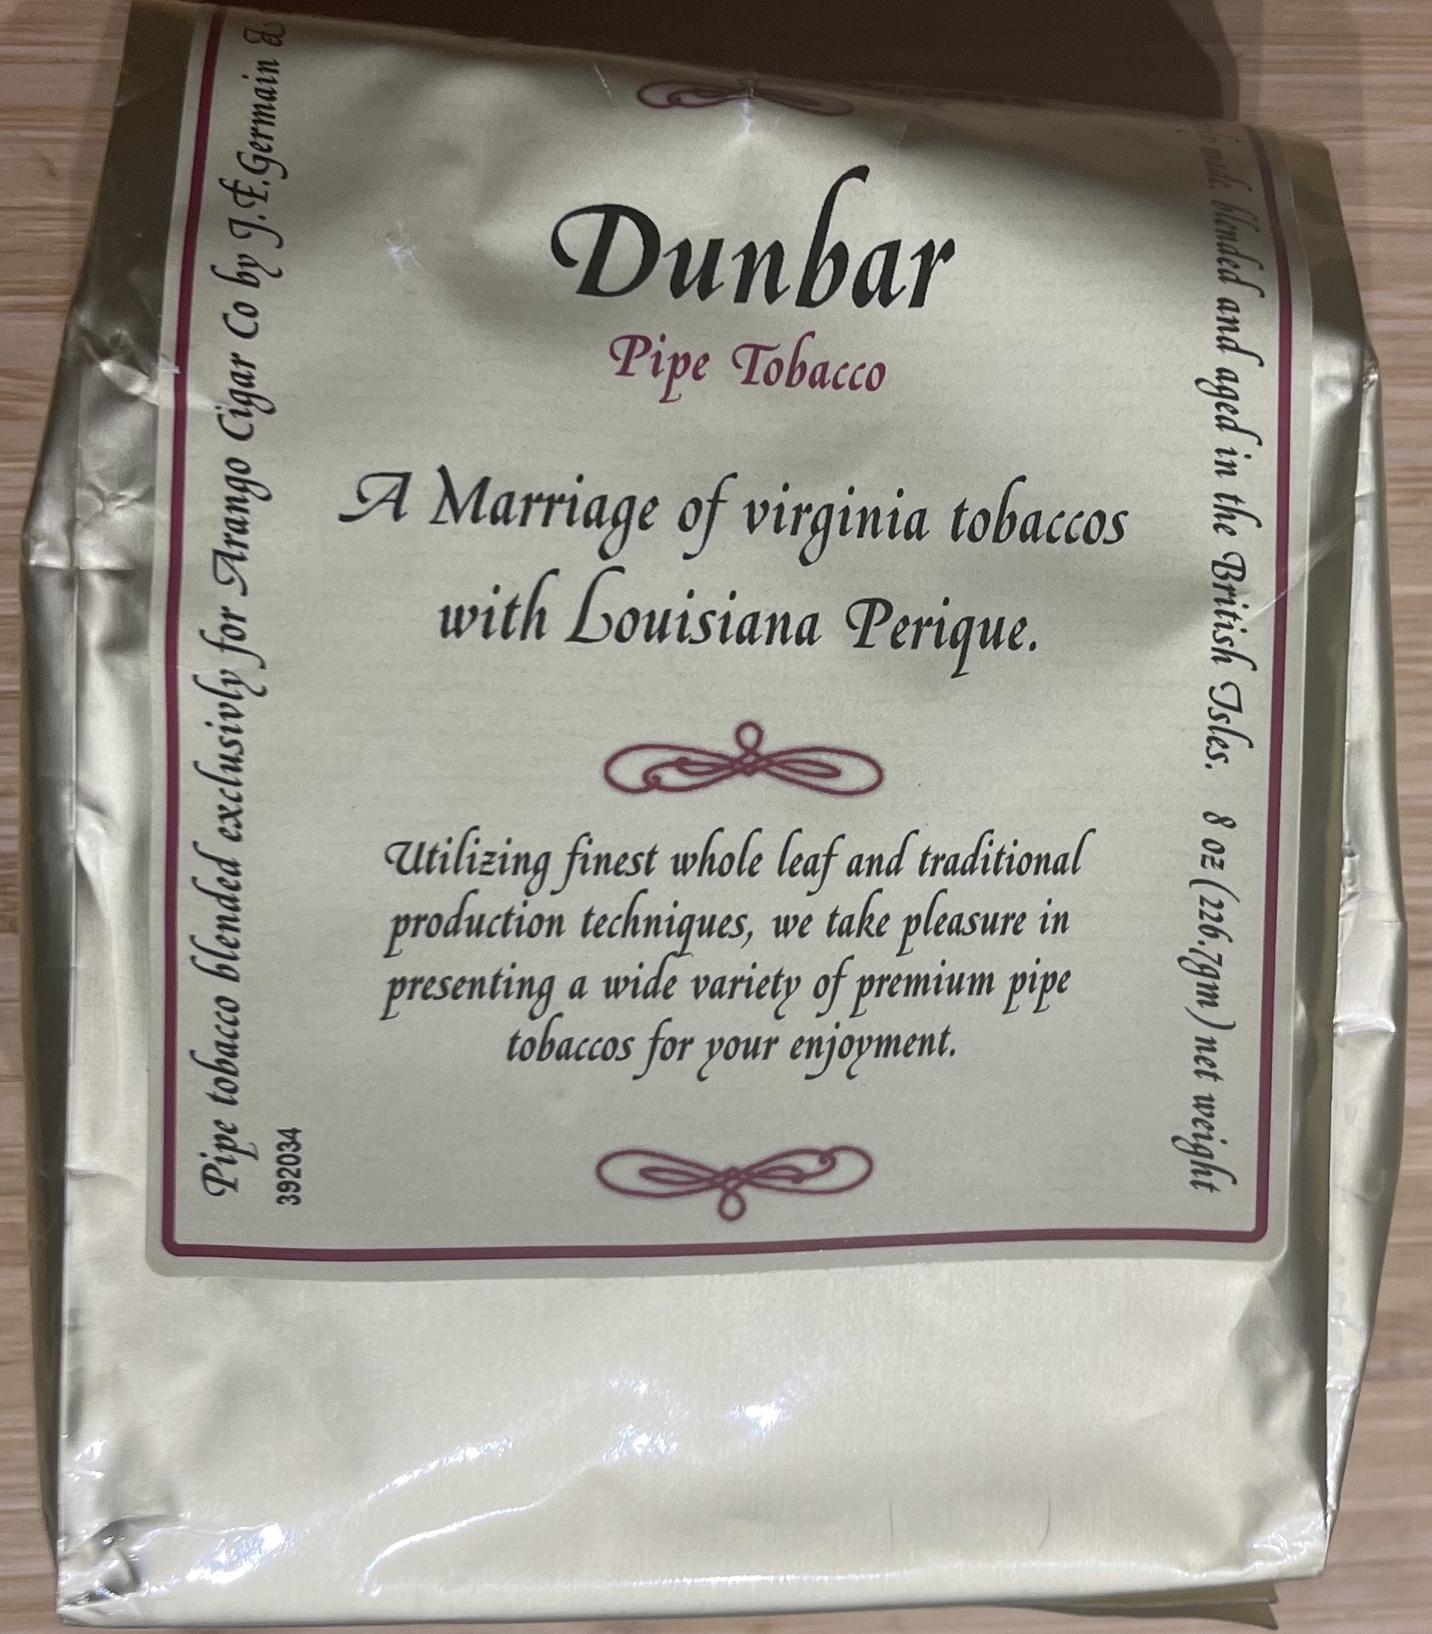 Dunbar
Pipe Tobacco
A Marriage of virginia tobaccos
with Louisiana Perique.
Utilizing finest whole leaf and traditional
production techniques, we take pleasure in
presenting a wide variety of premium pipe
tobaccos for your enjoyment.
Pipe tobacco blended exclusivly for Arango Cigar Co by J.F.Germain &
392034
made, blended and aged in the British Isles. 8 oz (226.7gm) net weight